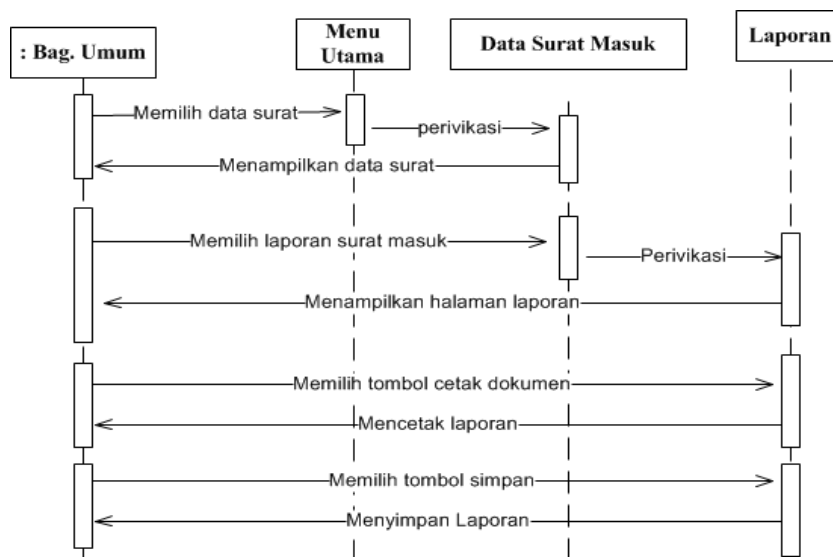 : Bag. Umum
Menu
Utama
Data Surat Masuk
Laporan
Memilih data surat
perivikasi
Menampilkan data surat
Memilih laporan surat masuk
Perivikasi
Menampilkan halaman laporan
Memilih tombol cetak dokumen
Mencetak laporan
Memilih tombol simpan
Menyimpan Laporan